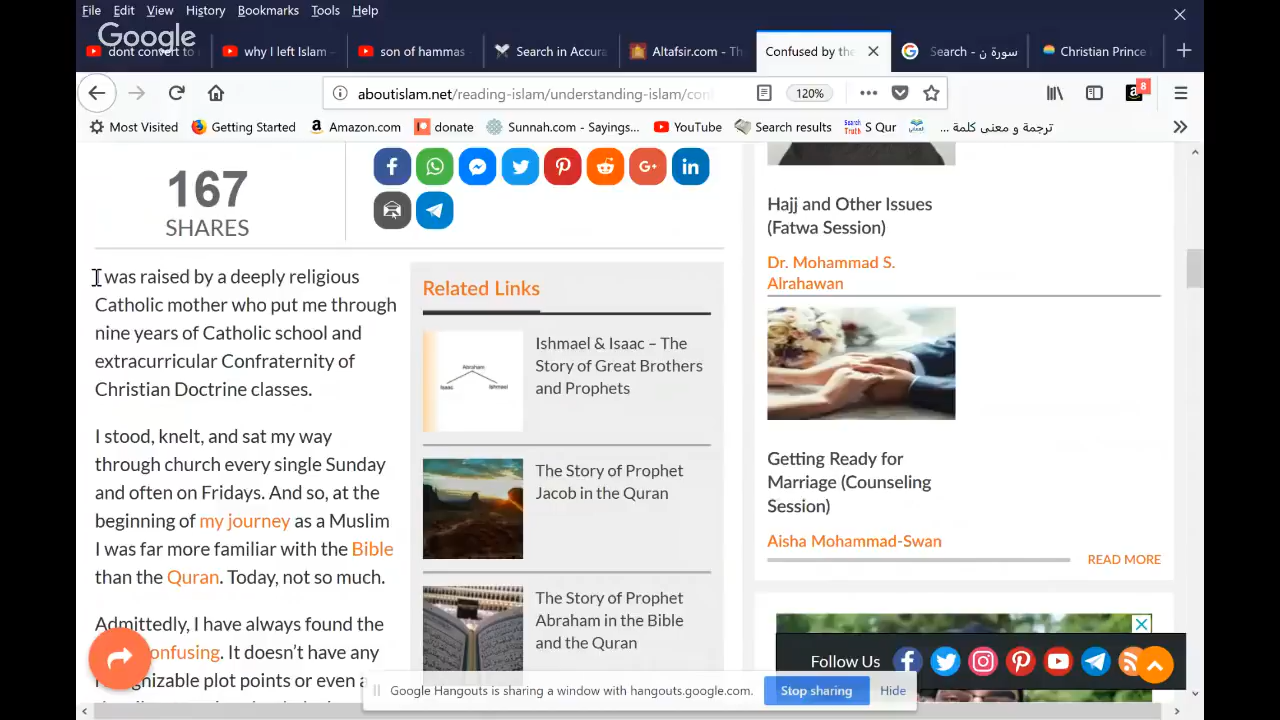 File Edit View History Bookmarks Tools Help
Google
dont convert to
why I left Islam
son of hammas
Search in Accura
Altafsir.com - Th
Confused by the
Search - سورة ن
Christian Prince
aboutislam.net/reading-islam/understanding-islam/con
120%
8
Most Visited
Getting Started
Amazon.com
donate
Sunnah.com - Sayings...
YouTube
Search results
Search Truth
S Qur
ترجمة و معنى كلمة ...
167
SHARES
I was raised by a deeply religious
Catholic mother who put me through
nine years of Catholic school and
extracurricular Confraternity of
Christian Doctrine classes.
I stood, knelt, and sat my way
through church every single Sunday
and often on Fridays. And so, at the
beginning of my journey as a Muslim
I was far more familiar with the Bible
than the Quran. Today, not so much.
Admittedly, I have always found the
onfusing. It doesn't have any
gnizable plot points or even a
Related Links
Abraham
Isaac
Ishmael
Ishmael & Isaac – The
Story of Great Brothers
and Prophets
The Story of Prophet
Jacob in the Quran
The Story of Prophet
Abraham in the Bible
and the Quran
Hajj and Other Issues
(Fatwa Session)
Dr. Mohammad S.
Alrahawan
Getting Ready for
Marriage (Counseling
Session)
Aisha Mohammad-Swan
READ MORE
Follow Us
Google Hangouts is sharing a window with hangouts.google.com.
Stop sharing
Hide